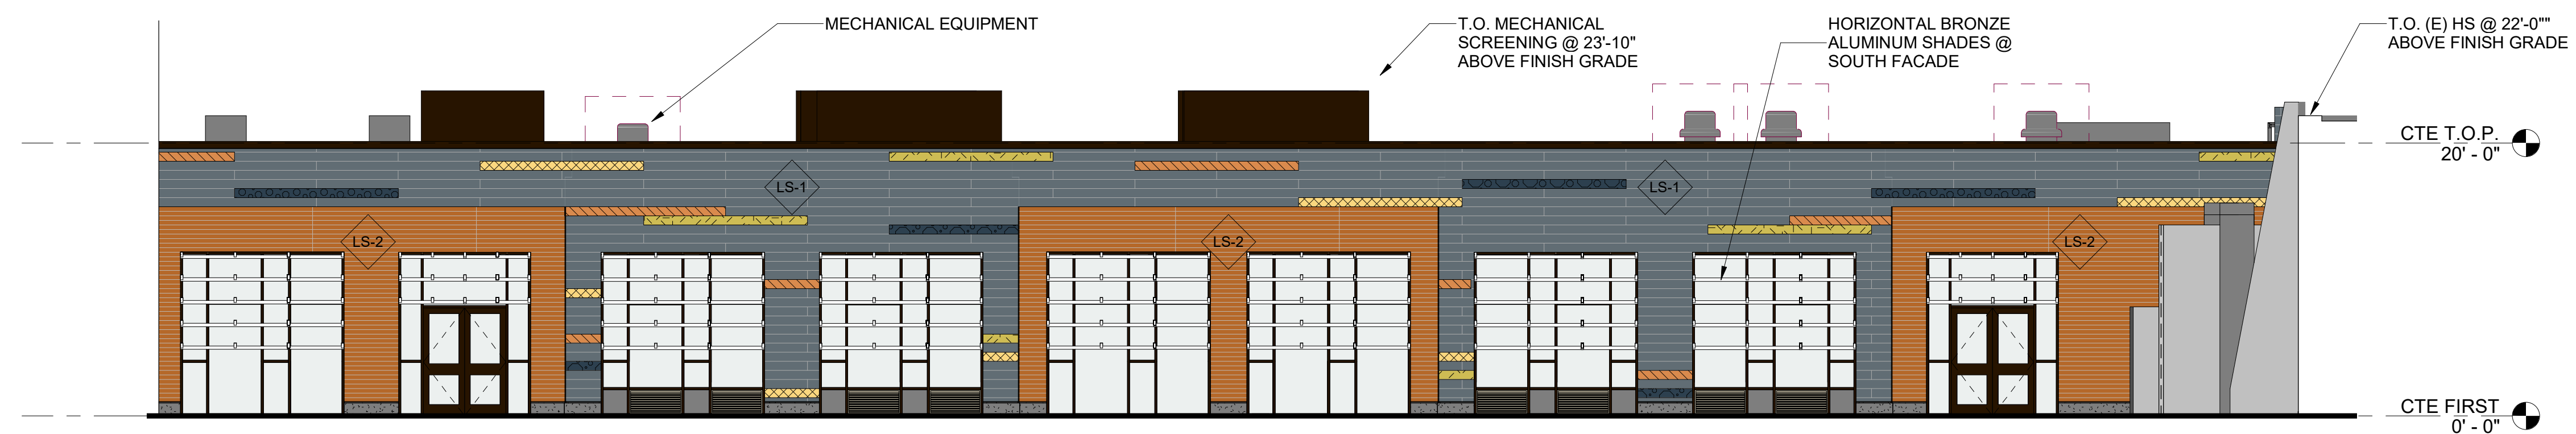 MECHANICAL EQUIPMENT
T.O. MECHANICAL
SCREENING @ 23'-10"
ABOVE FINISH GRADE
HORIZONTAL BRONZE
ALUMINUM SHADES @
SOUTH FACADE
T.O. (E) HS @ 22'-0""
ABOVE FINISH GRADE
CTE T.O.P.
20' - 0"
LS-1
LS-1
LS-2
LS-2
LS-2
CTE FIRST
0' - 0"